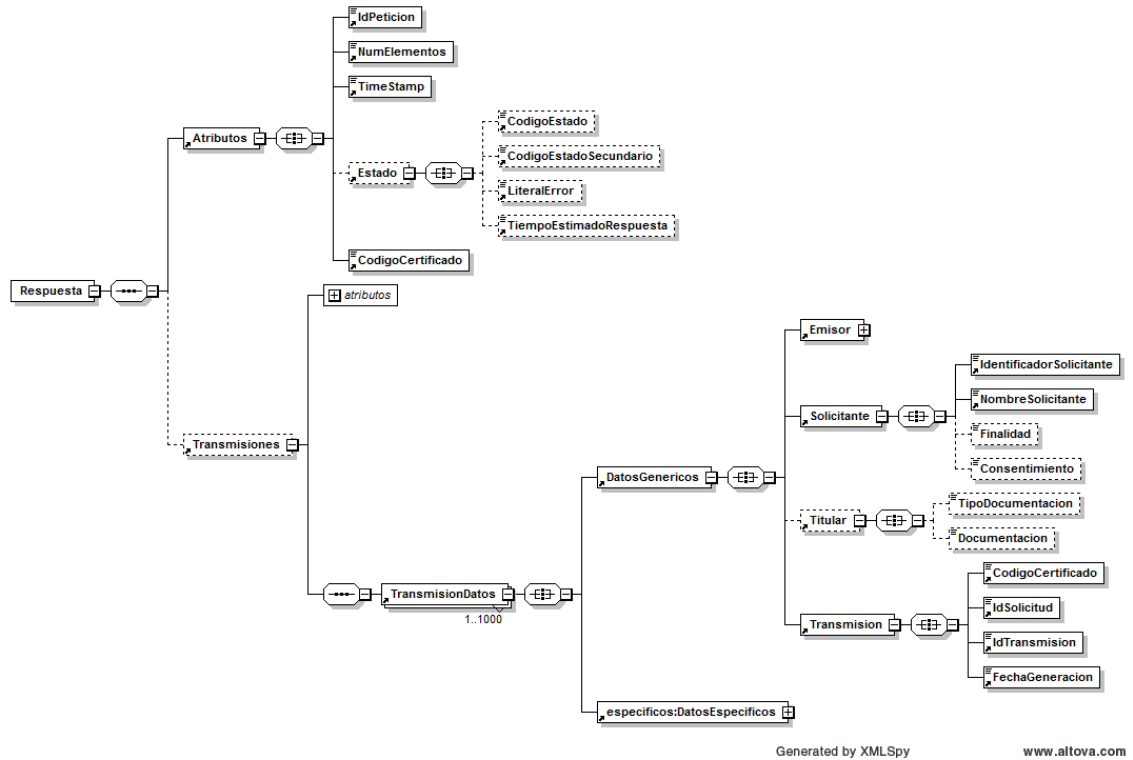 IdPeticion
NumElementos
TimeStamp
Atributos
CodigoEstado
CodigoEstadoSecundario
Estado
LiteralError
TiempoEstimadoRespuesta
CodigoCertificado
Respuesta
atributos
Emisor
IdentificadorSolicitante
NombreSolicitante
Solicitante
Finalidad
Transmisiones
Consentimiento
DatosGenericos
TipoDocumentacion
Titular
Documentacion
CodigoCertificado
TransmisionDatos
IdSolicitud
1..1000
Transmision
IdTransmision
FechaGeneracion
especificos:DatosEspecificos
Generated by XMLSpy www.altova.com